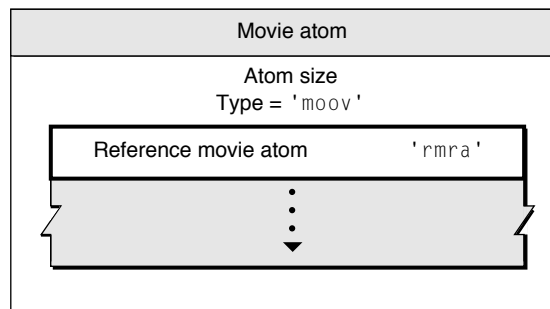 Movie atom
Atom size
Type = 'moov'
Reference movie atom 'rmra'